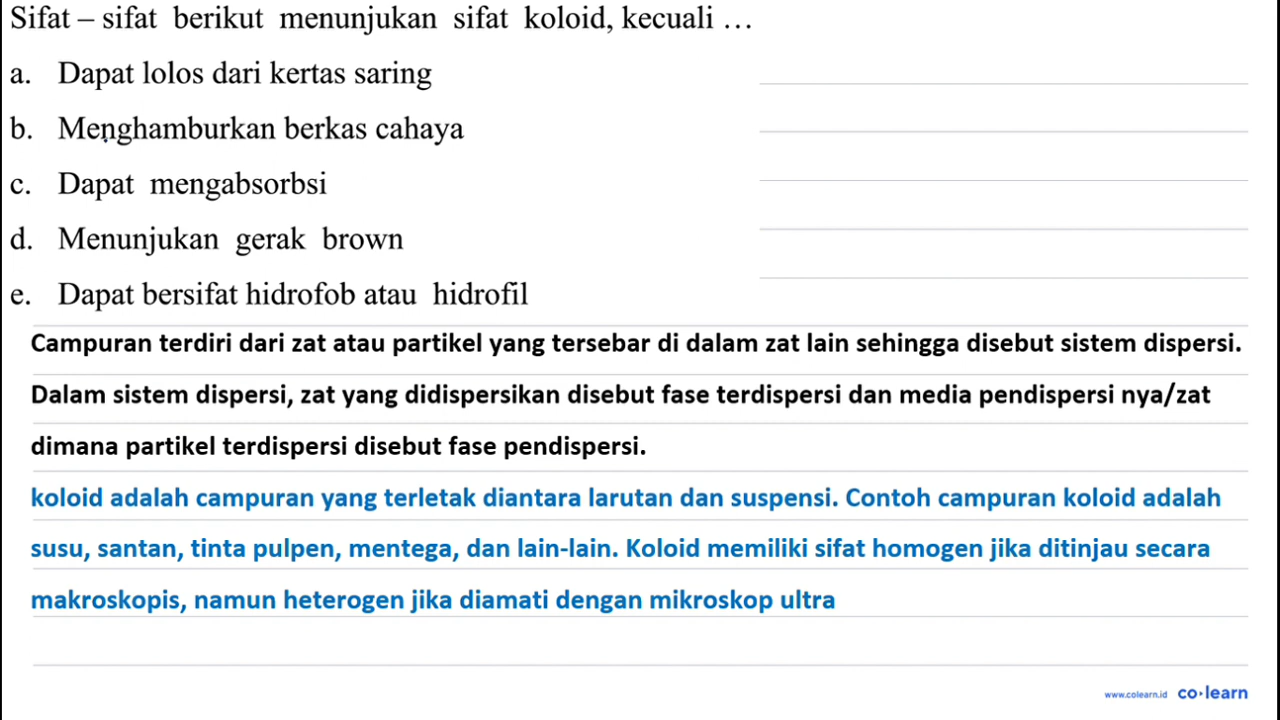 Sifat – sifat berikut menunjukan sifat koloid, kecuali …
a. Dapat lolos dari kertas saring
b. Menghamburkan berkas cahaya
c. Dapat mengabsorbsi
d. Menunjukan gerak brown
e. Dapat bersifat hidrofob atau hidrofil
Campuran terdiri dari zat atau partikel yang tersebar di dalam zat lain sehingga disebut sistem dispersi.
Dalam sistem dispersi, zat yang didispersikan disebut fase terdispersi dan media pendispersi nya/zat
dimana partikel terdispersi disebut fase pendispersi.
koloid adalah campuran yang terletak diantara larutan dan suspensi. Contoh campuran koloid adalah
susu, santan, tinta pulpen, mentega, dan lain-lain. Koloid memiliki sifat homogen jika ditinjau secara
makroskopis, namun heterogen jika diamati dengan mikroskop ultra
www.colearn.id co·learn